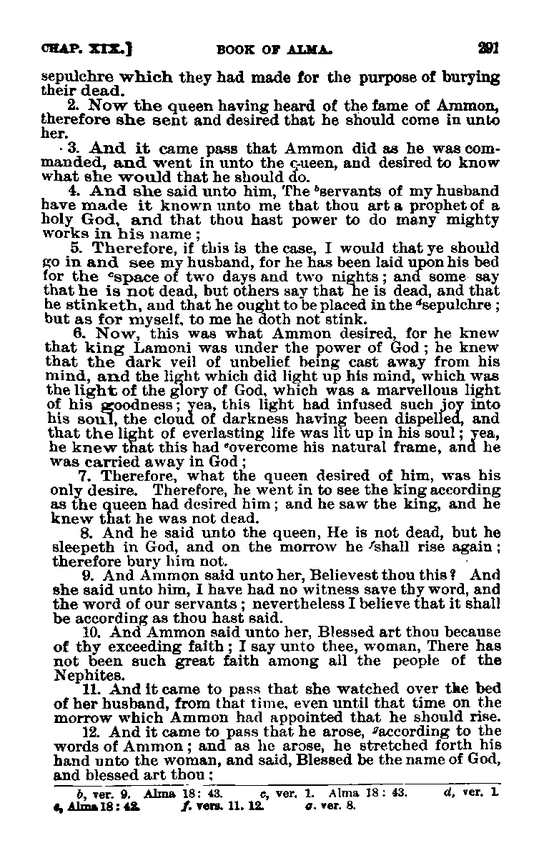 CHAP. XIX.] BOOK OF ALMA. 291
sepulchre which they had made for the purpose of burying
their dead.
2. Now the queen having heard of the fame of Ammon,
therefore she sent and desired that he should come in unto
her.
3. And it came pass that Ammon did as he was com-
manded, and went in unto the queen, and desired to know
what she would that he should do.
4. And she said unto him, The ᵇservants of my husband
have made it known unto me that thou art a prophet of a
holy God, and that thou hast power to do many mighty
works in his name;
5. Therefore, if this is the case, I would that ye should
go in and see my husband, for he has been laid upon his bed
for the ᶜspace of two days and two nights; and some say
that he is not dead, but others say that he is dead, and that
he stinketh, and that he ought to be placed in the ᵈsepulchre;
but as for myself, to me he doth not stink.
6. Now, this was what Ammon desired, for he knew
that king Lamoni was under the power of God; he knew
that the dark veil of unbelief being cast away from his
mind, and the light which did light up his mind, which was
the light of the glory of God, which was a marvellous light
of his goodness; yea, this light had infused such joy into
his soul, the cloud of darkness having been dispelled, and
that the light of everlasting life was lit up in his soul; yea,
he knew that this had ᵉovercome his natural frame, and he
was carried away in God;
7. Therefore, what the queen desired of him, was his
only desire. Therefore, he went in to see the king according
as the queen had desired him; and he saw the king, and he
knew that he was not dead.
8. And he said unto the queen, He is not dead, but he
sleepeth in God, and on the morrow he ᶠshall rise again;
therefore bury him not.
9. And Ammon said unto her, Believest thou this? And
she said unto him, I have had no witness save thy word, and
the word of our servants; nevertheless I believe that it shall
be according as thou hast said.
10. And Ammon said unto her, Blessed art thou because
of thy exceeding faith; I say unto thee, woman, There has
not been such great faith among all the people of the
Nephites.
11. And it came to pass that she watched over the bed
of her husband, from that time, even until that time on the
morrow which Ammon had appointed that he should rise.
12. And it came to pass that he arose, ᵍaccording to the
words of Ammon; and as he arose, he stretched forth his
hand unto the woman, and said, Blessed be the name of God,
and blessed art thou;
b, ver. 9. Alma 18: 43. c, ver. 1. Alma 18: 43. d, ver. 1.
e, Alma 18: 42. f, vers. 11, 12. g, ver. 8.